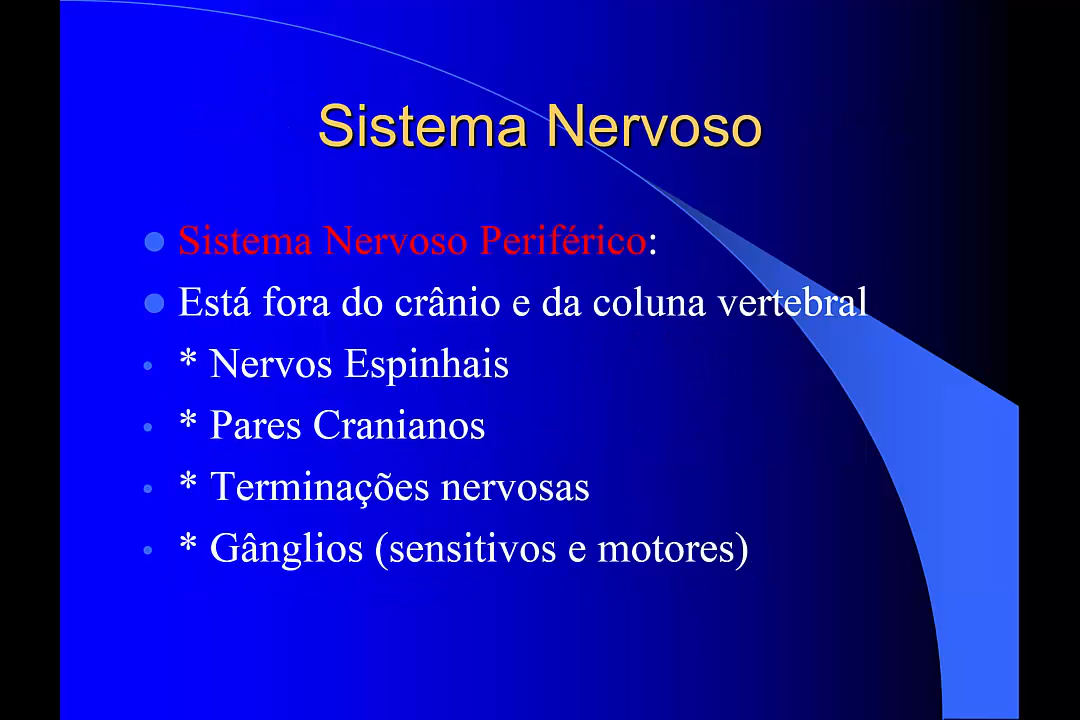 Sistema Nervoso
Sistema Nervoso Periférico:
Está fora do crânio e da coluna vertebral
* Nervos Espinhais
* Pares Cranianos
* Terminações nervosas
* Gânglios (sensitivos e motores)